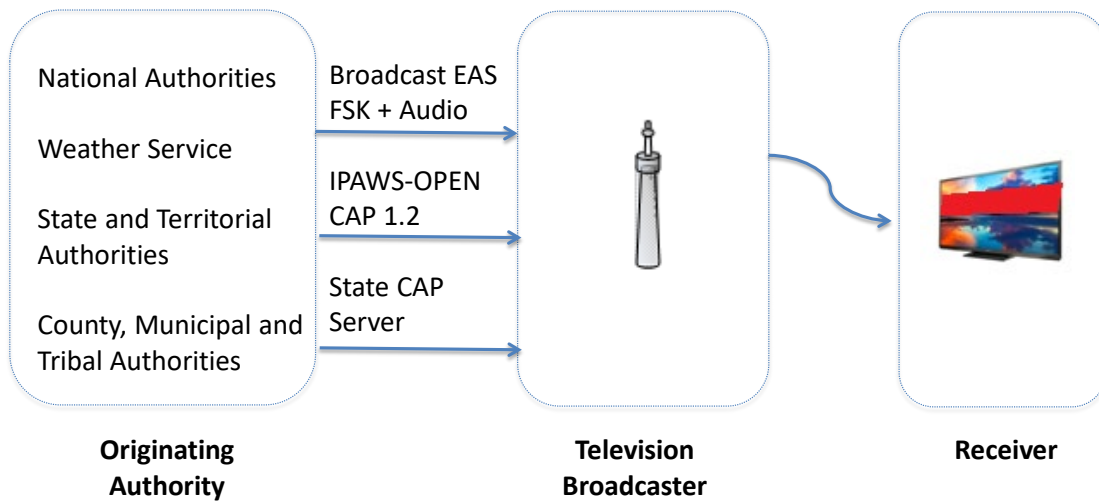 National Authorities
Weather Service
State and Territorial
Authorities
County, Municipal and
Tribal Authorities
Broadcast EAS
FSK + Audio
IPAWS-OPEN
CAP 1.2
State CAP
Server
Originating
Authority
Television
Broadcaster
Receiver